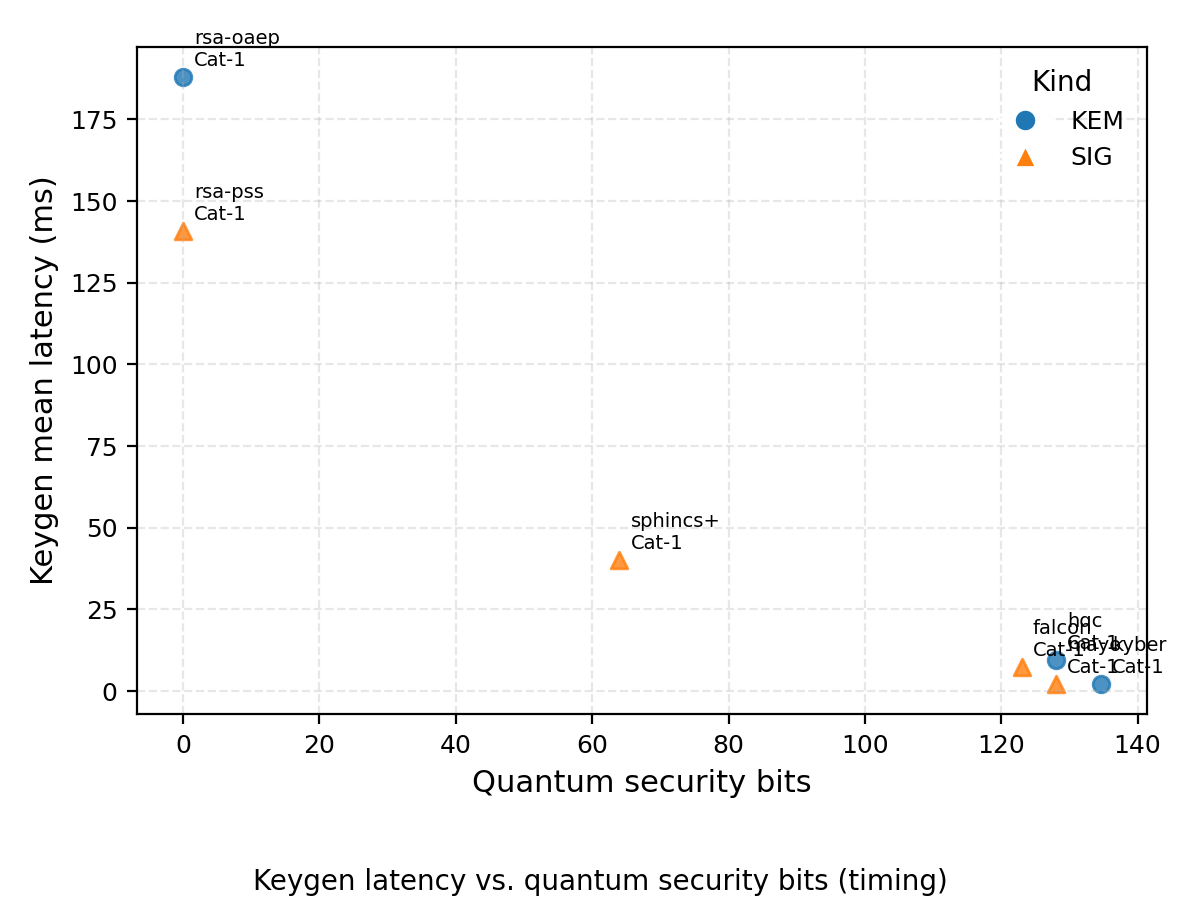 rsa-oaep
Cat-1
Kind
KEM
SIG
rsa-pss
Cat-1
sphincs+
Cat-1
falcon
Cat-1
hqc
Cat-1
mayo
Cat-1
kyber
Cat-1
175
150
125
100
75
50
25
0
Keygen mean latency (ms)
0
20
40
60
80
100
120
140
Quantum security bits
Keygen latency vs. quantum security bits (timing)